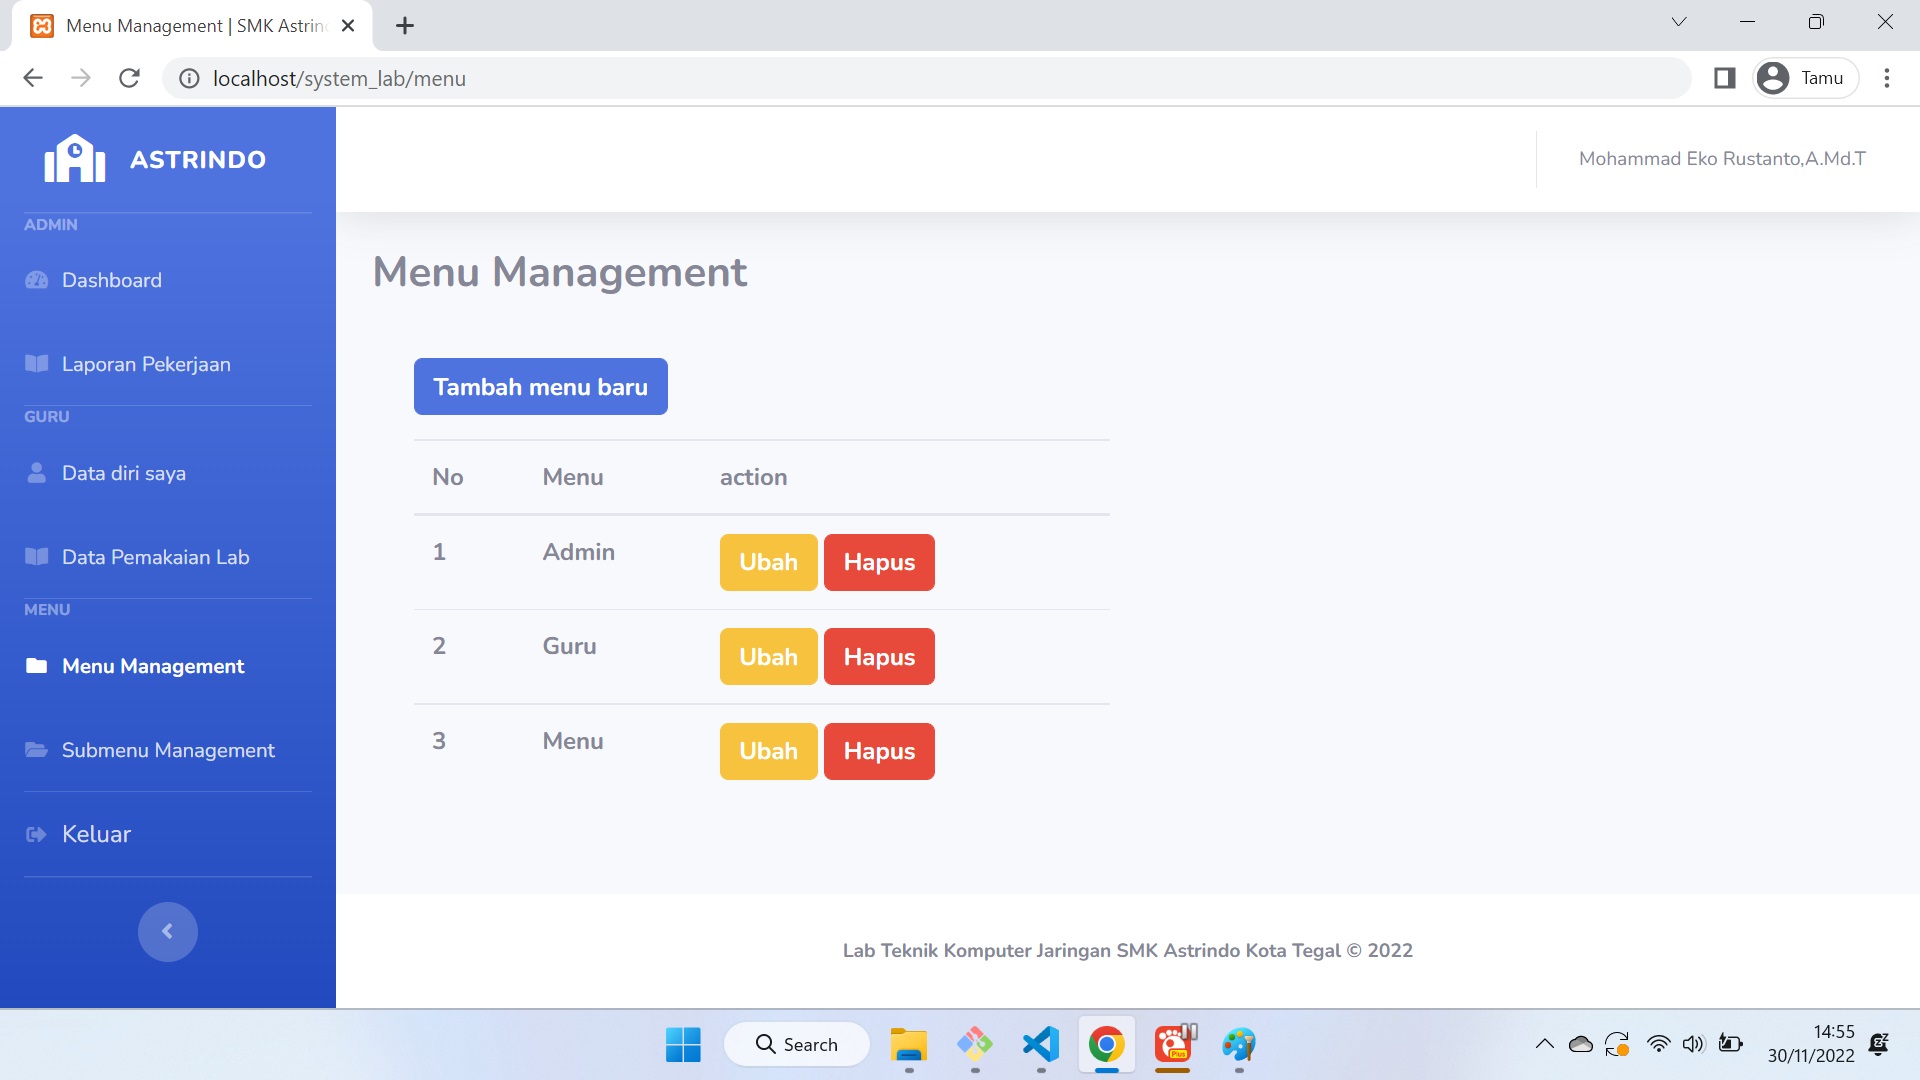 Menu Management | SMK Astrin
localhost/system_lab/menu
Tamu
ASTRINDO
Mohammad Eko Rustanto,A.Md.T
ADMIN
Dashboard
Laporan Pekerjaan
GURU
Data diri saya
Data Pemakaian Lab
MENU
Menu Management
Submenu Management
Keluar
Menu Management
Tambah menu baru
No Menu action
1 Admin Ubah Hapus
2 Guru Ubah Hapus
3 Menu Ubah Hapus
Lab Teknik Komputer Jaringan SMK Astrindo Kota Tegal © 2022
Search
Plus
14:55
30/11/2022